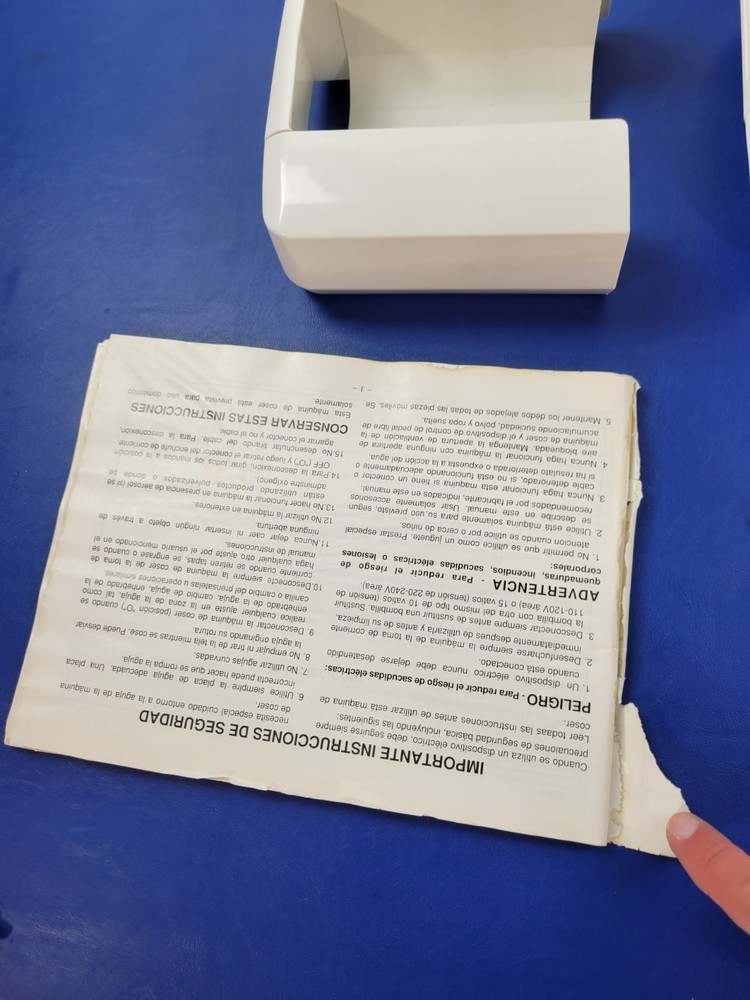 IMPORTANTE INSTRUCCIONES DE SEGURIDAD
Cuando se utiliza un dispositivo eléctrico, debe seguirse siempre
precuaciones de seguridad básica, incluyendo las siguientes:
Leer todaas las instrucciones antes de utilizar está máquina de
coser.
PELIGRO - Para reducir el riesgo de sacudidas eléctricas:
1. Un dispositivo eléctrico nunca debe dejarse desatendido
cuando está conectado.
2. Desenchurcarse siempre la máquina de la toma de corriente
inmediatamente después de utilizarla y antes de su limpieza.
3. Desconectar siempre antes de sustituir una bombilla. Sustituir
la bombilla con otra del mismo tipo de 10 vatios (tensión de
110-120V área) o 15 vatios (tensión de 220-240V área).
ADVERTENCIA - Para reducir el riesgo de
quemaduras, incendios, sacudidas eléctricas o lesiones
corporales:
1. No permitir que se utilice como un juguete. Prestar especial
atención cuando se utilice por o cerca de niños.
2. Utilice está máquina solamente para su uso previsto, segun
se describe en este manual. Usar solamente accesorios
recomendados por el fabricante, indicados en este manual.
3. Nunca haga funcionar esta máquina si tiene un conector o
cable deteriorado, si no está funcionando adecuadamente o
si ha resultado deteriorada o expuesta a la acción del agua.
4. Nunca haga funcionar la máquina con ninguna apertura de
aire bloqueada. Mantenga la apertura de ventilación de la
máquina de coser y el dispositivo de control de pedal libre de
acumulaciones de suciedad, polvo y ropa suelta.
5. Mantener los dedos alejados de todas las piezas móviles. Se
necesita especial cuidado entorno a la aguja de la máquina
de coser.
6. Utilice siempre la placa de aguja adecuada. Una placa
incorrecta puede hacer que se rompa la aguja.
7. No utilizar agujas curvadas.
8. No empujar ni tirar de la tela mientras se cose. Puede desviar
la aguja originando su rotura.
9. Desconectar la máquina de coser (posición "O") cuando se
realice cualquier ajuste en la zona de la aguja, tal como
enhebrado de la aguja, cambio de aguja, enhebrado de la
canilla o cambio del prensatelas a operaciones similares.
10. Desconecte siempre la máquina de coser de la toma de
corriente cuando se retiren tapas, se engrase o cuando se
haga cualquier otro ajuste por el usuario mencionado en el
manual de instrucciones.
11. Nunca dejar caer ni insertar ningún objeto a través de
ninguna abertura.
12. No utilizar la máquina en exteriores.
13. No hacer funcionar la máquina en presencia de aerosol (s) se
están utilizando productos pulverizados o donde se
administre oxígeno).
14. Para la desconexión, girar todos los mandos a la posición
OFF ("O") y luego retirar el conector del enchufe de corriente
15. No desenchufar tirando del cable. Para la desconexión,
agarrar el conector y no el cable.
CONSERVAR ESTAS INSTRUCCIONES
Esta máquina de coser está prevista para uso doméstico
solamente.
– 1 –